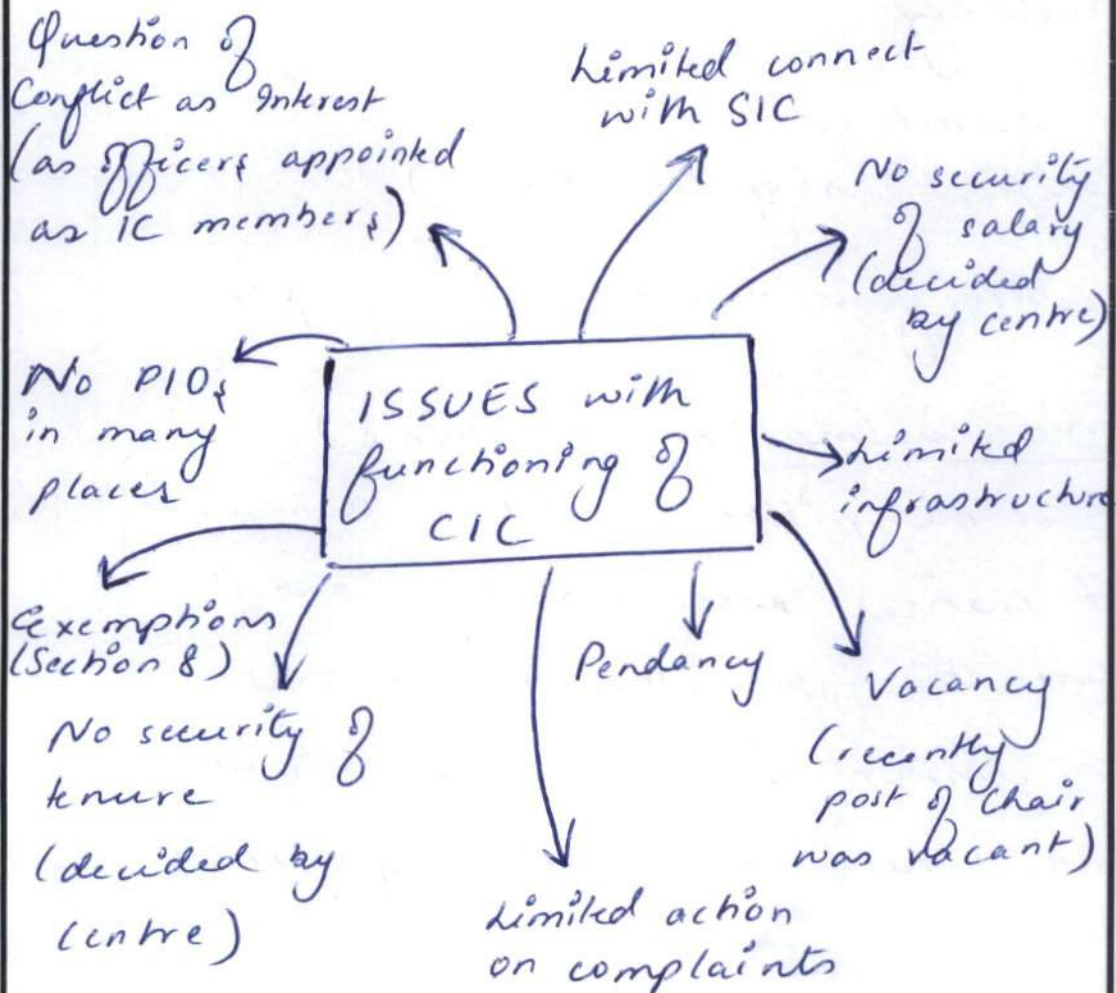 Question of
Conflict as Interest
(as officers appointed
as IC members)
Limited connect
with SIC
No security
of salary
(decided
by centre)
No PIOs
in many
places
ISSUES with
functioning of
CIC
Limited
infrastructure
Exemptions
(Section 8)
No security of
tenure
(decided by
centre)
Limited action
on complaints
Pendancy
Vacancy
(recently
post of Chair
was vacant)